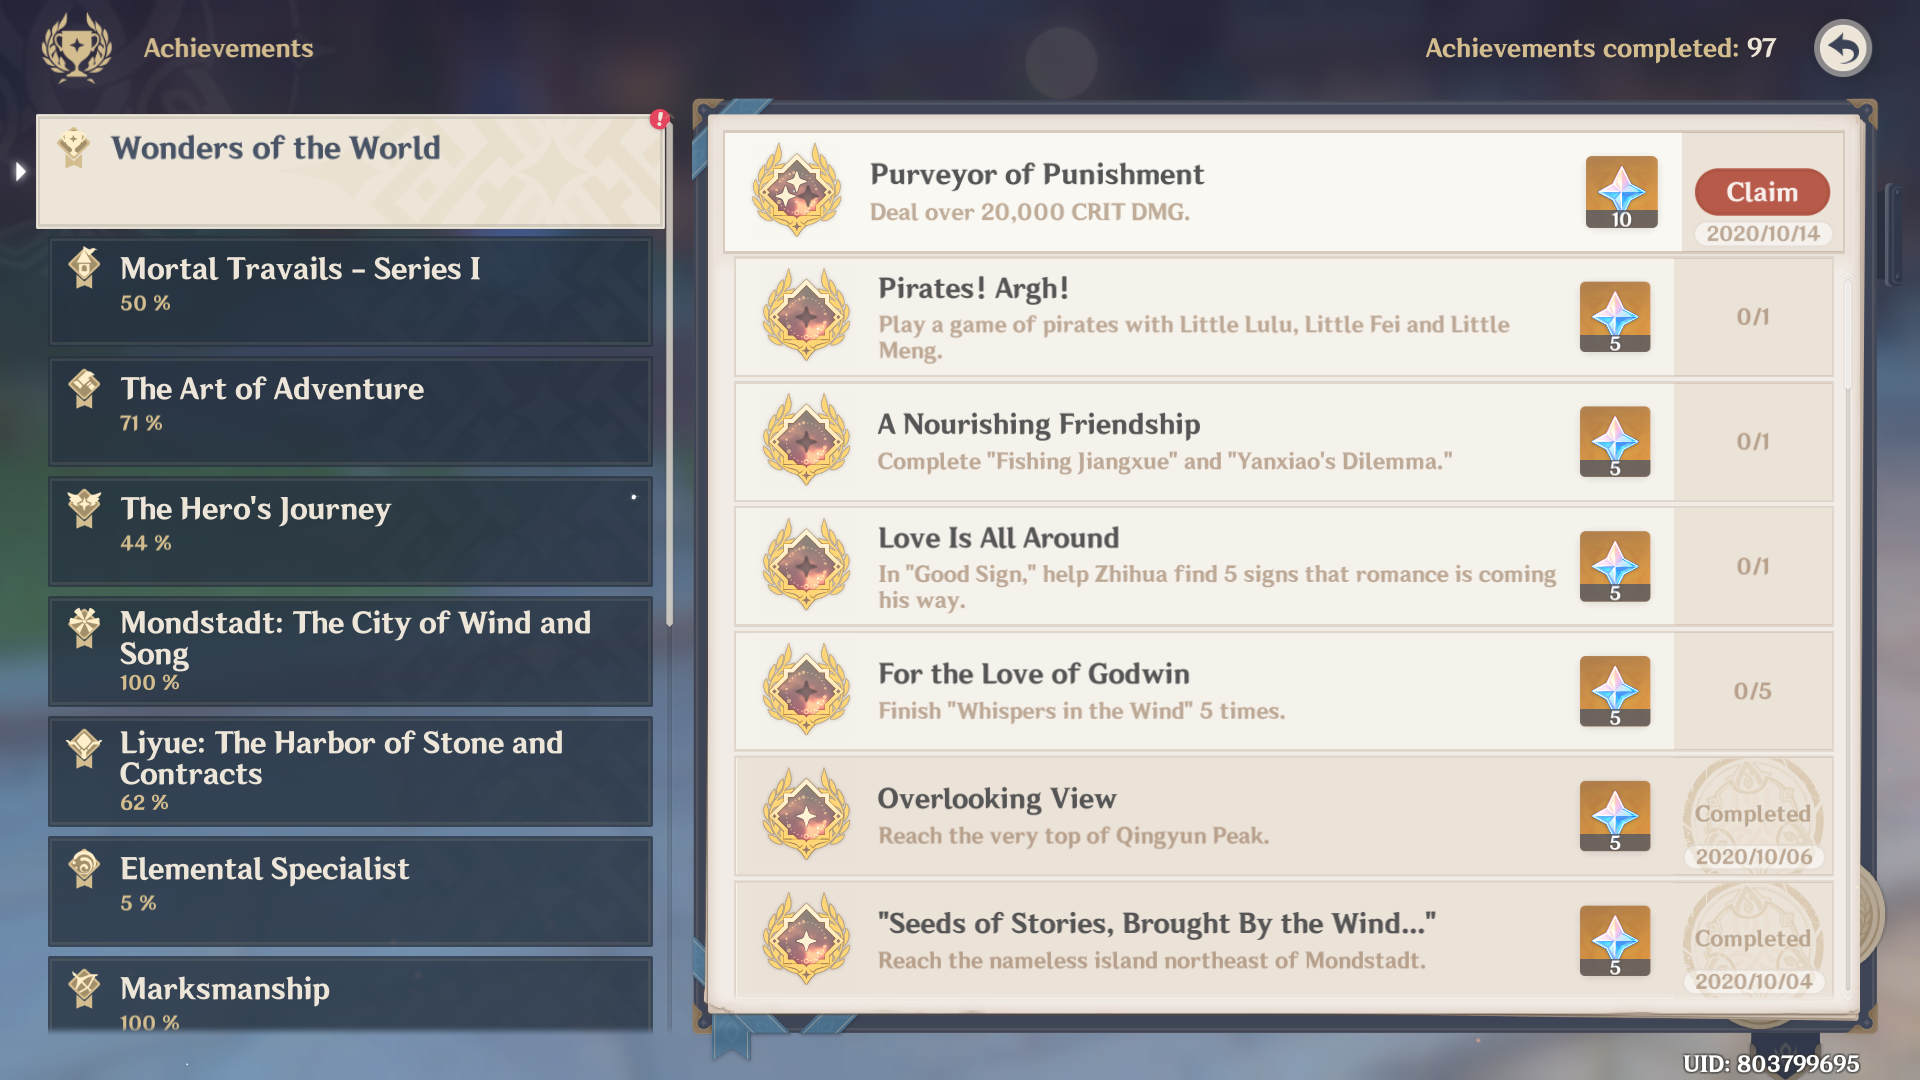 Achievements
Achievements completed: 97
Wonders of the World
!
Mortal Travails – Series I
50 %
The Art of Adventure
71 %
The Hero's Journey
44 %
Mondstadt: The City of Wind and
Song
100 %
Liyue: The Harbor of Stone and
Contracts
62 %
Elemental Specialist
5 %
Marksmanship
100 %
Purveyor of Punishment
Deal over 20,000 CRIT DMG.
10
Claim
2020/10/14
Pirates! Argh!
Play a game of pirates with Little Lulu, Little Fei and Little
Meng.
5
0/1
A Nourishing Friendship
Complete "Fishing Jiangxue" and "Yanxiao's Dilemma."
5
0/1
Love Is All Around
In "Good Sign," help Zhihua find 5 signs that romance is coming
his way.
5
0/1
For the Love of Godwin
Finish "Whispers in the Wind" 5 times.
5
0/5
Overlooking View
Reach the very top of Qingyun Peak.
5
Completed
2020/10/06
"Seeds of Stories, Brought By the Wind..."
Reach the nameless island northeast of Mondstadt.
5
Completed
2020/10/04
UID: 803799695